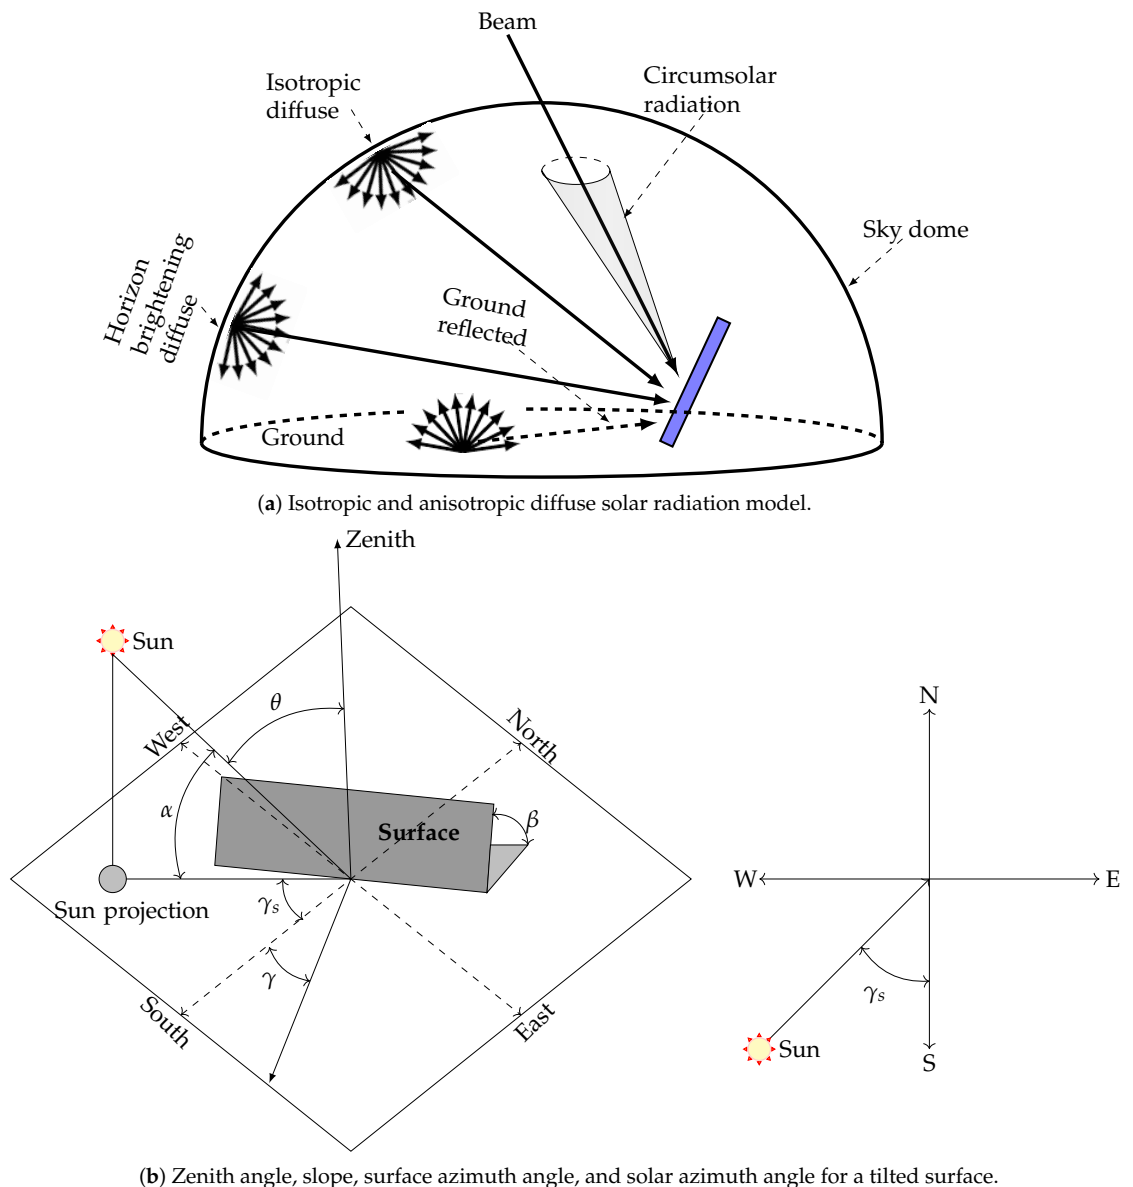 Beam
Isotropic
diffuse
Circumsolar
radiation
Sky dome
Horizon
brightening
diffuse
Ground
reflected
Ground
(a) Isotropic and anisotropic diffuse solar radiation model.
Zenith
Sun
θ
West
North
α
Surface
β
Sun projection
γs
γ
South
East
N
W
E
γs
Sun
S
(b) Zenith angle, slope, surface azimuth angle, and solar azimuth angle for a tilted surface.